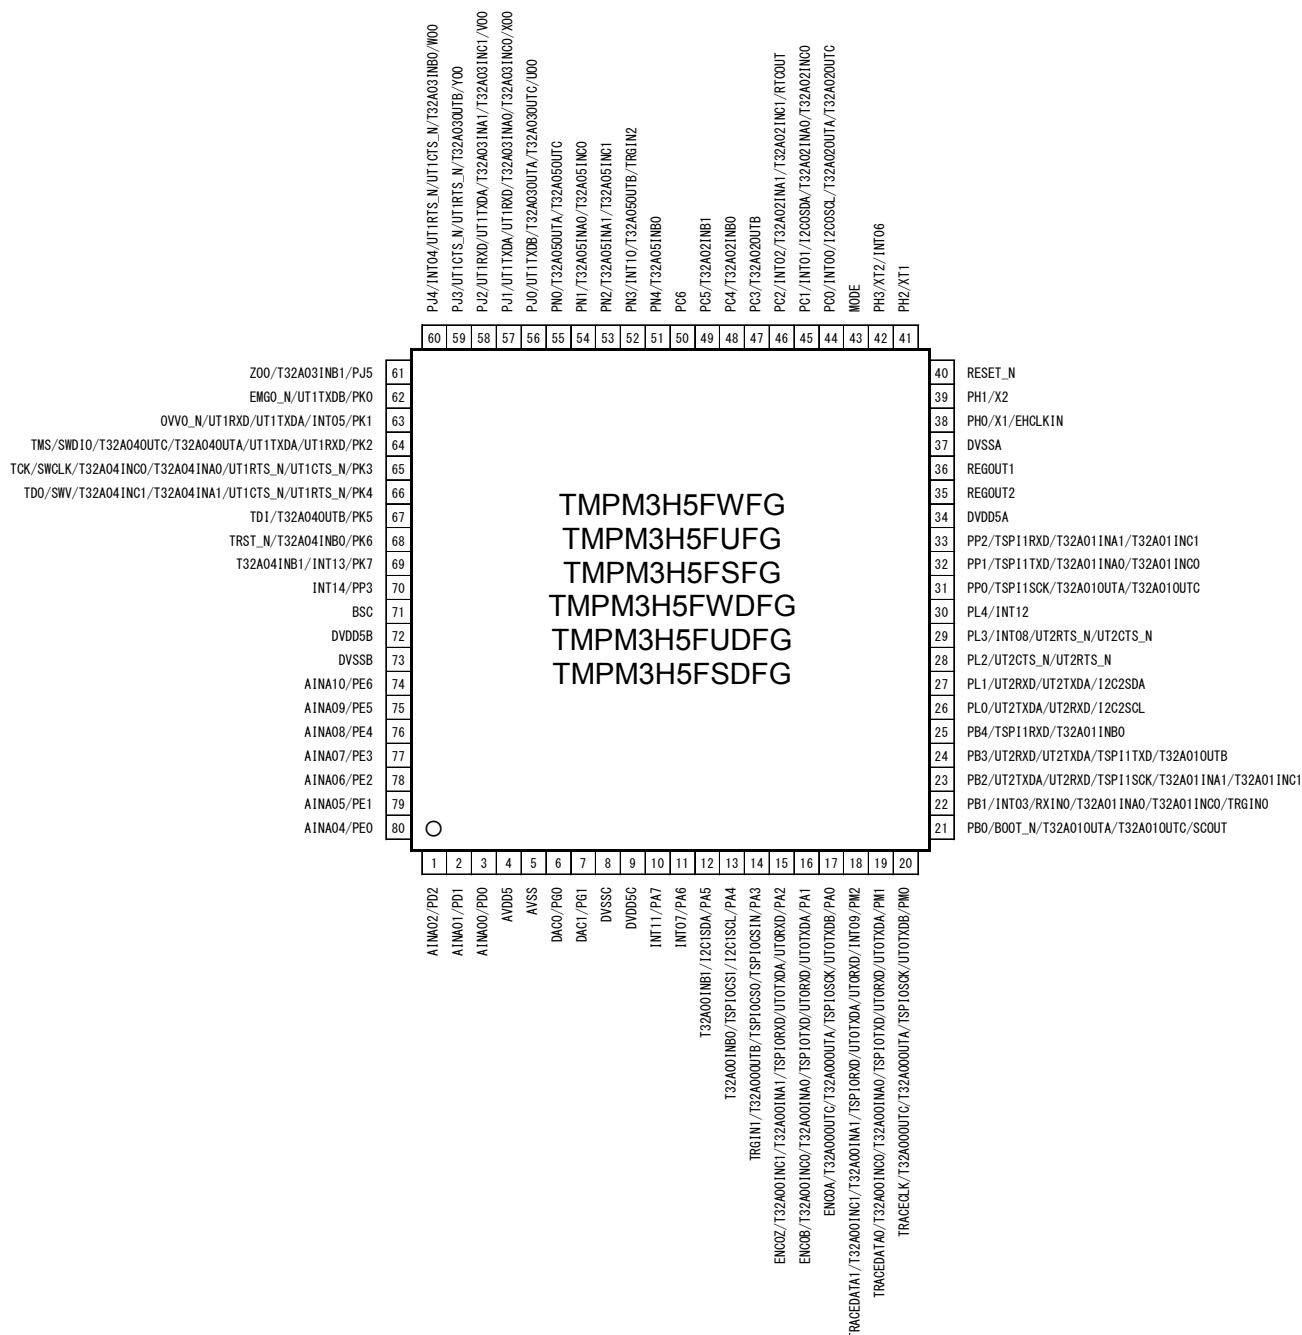 PJ4/INT04/UT1RTS_N/UT1CTS_N/T32A03INB0/WO0
PJ3/UT1CTS_N/UT1RTS_N/T32A03OUTB/YO0
PJ2/UT1RXD/UT1TXDA/T32A03INA1/T32A03INC1/VO0
PJ1/UT1TXDA/UT1RXD/T32A03INA0/T32A03INC0/XO0
PJ0/UT1TXDB/T32A03OUTA/T32A03OUTC/UO0
PN0/T32A05OUTA/T32A05OUTC
PN1/T32A05INA0/T32A05INC0
PN2/T32A05INA1/T32A05INC1
PN3/INT10/T32A05OUTB/TRGIN2
PN4/T32A05INB0
PC6
PC5/T32A02INB1
PC4/T32A02INB0
PC3/T32A02OUTB
PC2/INT02/T32A02INA1/T32A02INC1/RTCOUT
PC1/INT01/I2C0SDA/T32A02INA0/T32A02INC0
PC0/INT00/I2C0SCL/T32A02OUTA/T32A02OUTC
MODE
PH3/XT2/INT06
PH2/XT1
60 59 58 57 56 55 54 53 52 51 50 49 48 47 46 45 44 43 42 41
ZO0/T32A03INB1/PJ5 61
EMG0_N/UT1TXDB/PK0 62
OVV0_N/UT1RXD/UT1TXDA/INT05/PK1 63
TMS/SWDIO/T32A04OUTC/T32A04OUTA/UT1TXDA/UT1RXD/PK2 64
TCK/SWCLK/T32A04INC0/T32A04INA0/UT1RTS_N/UT1CTS_N/PK3 65
TDO/SWV/T32A04INC1/T32A04INA1/UT1CTS_N/UT1RTS_N/PK4 66
TDI/T32A04OUTB/PK5 67
TRST_N/T32A04INB0/PK6 68
T32A04INB1/INT13/PK7 69
INT14/PP3 70
BSC 71
DVDD5B 72
DVSSB 73
AINA10/PE6 74
AINA09/PE5 75
AINA08/PE4 76
AINA07/PE3 77
AINA06/PE2 78
AINA05/PE1 79
AINA04/PE0 80
TMPM3H5FWFG
TMPM3H5FUFG
TMPM3H5FSFG
TMPM3H5FWDFG
TMPM3H5FUDFG
TMPM3H5FSDFG
40 RESET_N
39 PH1/X2
38 PH0/X1/EHCLKIN
37 DVSSA
36 REGOUT1
35 REGOUT2
34 DVDD5A
33 PP2/TSPI1RXD/T32A01INA1/T32A01INC1
32 PP1/TSPI1TXD/T32A01INA0/T32A01INC0
31 PP0/TSPI1SCK/T32A01OUTA/T32A01OUTC
30 PL4/INT12
29 PL3/INT08/UT2RTS_N/UT2CTS_N
28 PL2/UT2CTS_N/UT2RTS_N
27 PL1/UT2RXD/UT2TXDA/I2C2SDA
26 PL0/UT2TXDA/UT2RXD/I2C2SCL
25 PB4/TSPI1RXD/T32A01INB0
24 PB3/UT2RXD/UT2TXDA/TSPI1TXD/T32A01OUTB
23 PB2/UT2TXDA/UT2RXD/TSPI1SCK/T32A01INA1/T32A01INC1
22 PB1/INT03/RXIN0/T32A01INA0/T32A01INC0/TRGIN0
21 PB0/BOOT_N/T32A01OUTA/T32A01OUTC/SCOUT
1 2 3 4 5 6 7 8 9 10 11 12 13 14 15 16 17 18 19 20
AINA02/PD2
AINA01/PD1
AINA00/PD0
AVDD5
AVSS
DAC0/PG0
DAC1/PG1
DVSSC
DVDD5C
INT11/PA7
INT07/PA6
T32A00INB1/I2C1SDA/PA5
T32A00INB0/TSPI0CS1/I2C1SCL/PA4
TRGIN1/T32A00OUTB/TSPI0CS0/TSPI0CSIN/PA3
ENC0Z/T32A00INC1/T32A00INA1/TSPI0RXD/UT0TXDA/UT0RXD/PA2
ENC0B/T32A00INC0/T32A00INA0/TSPI0TXD/UT0RXD/UT0TXDA/PA1
ENC0A/T32A00OUTC/T32A00OUTA/TSPI0SCK/UT0TXDB/PA0
TRACEDATA1/T32A00INC1/T32A00INA1/TSPI0RXD/UT0TXDA/UT0RXD/INT09/PM2
TRACEDATA0/T32A00INC0/T32A00INA0/TSPI0TXD/UT0RXD/UT0TXDA/PM1
TRACECLK/T32A00OUTC/T32A00OUTA/TSPI0SCK/UT0TXDB/PM0